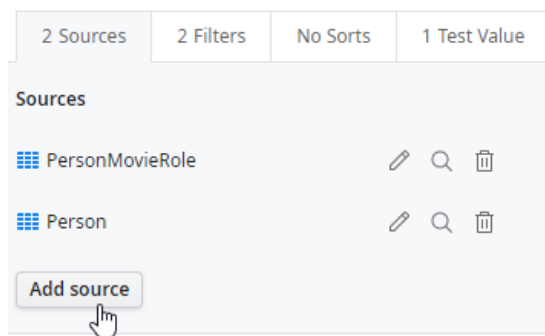 2 Sources 2 Filters No Sorts 1 Test Value
Sources
PersonMovieRole
Person
Add source